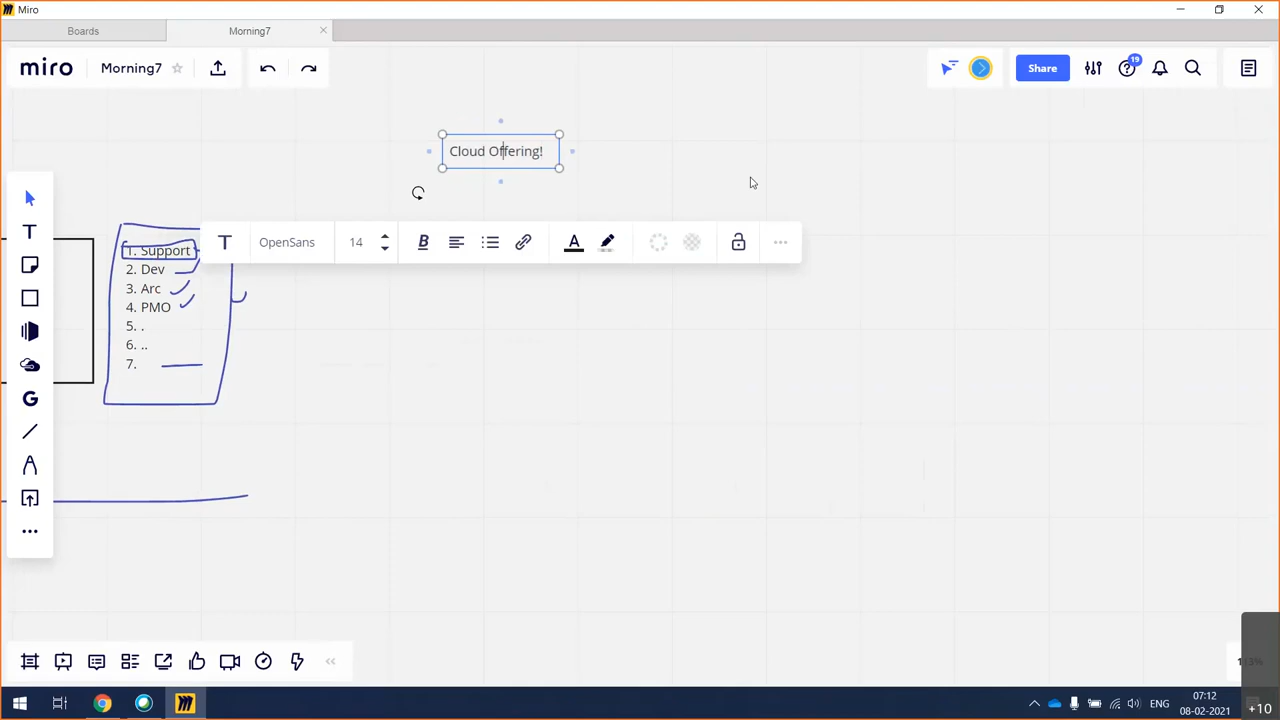 Miro
Boards
Morning7
miro
Morning7
19
Share
Cloud Offering!
OpenSans
14
B
A
1. Support
2. Dev
3. Arc
4. PMO
5. .
6. ..
7.
07:12
ENG
08-02-2021
+10